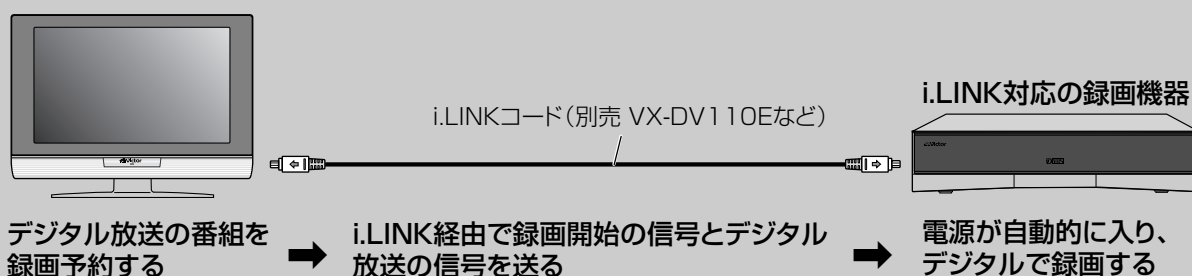 i.LINK対応の録画機器
i.LINKコード(別売 VX-DV110Eなど)
Victor
Victor
デジタル放送の番組を
録画予約する
➡
i.LINK経由で録画開始の信号とデジタル
放送の信号を送る
➡
電源が自動的に入り、
デジタルで録画する